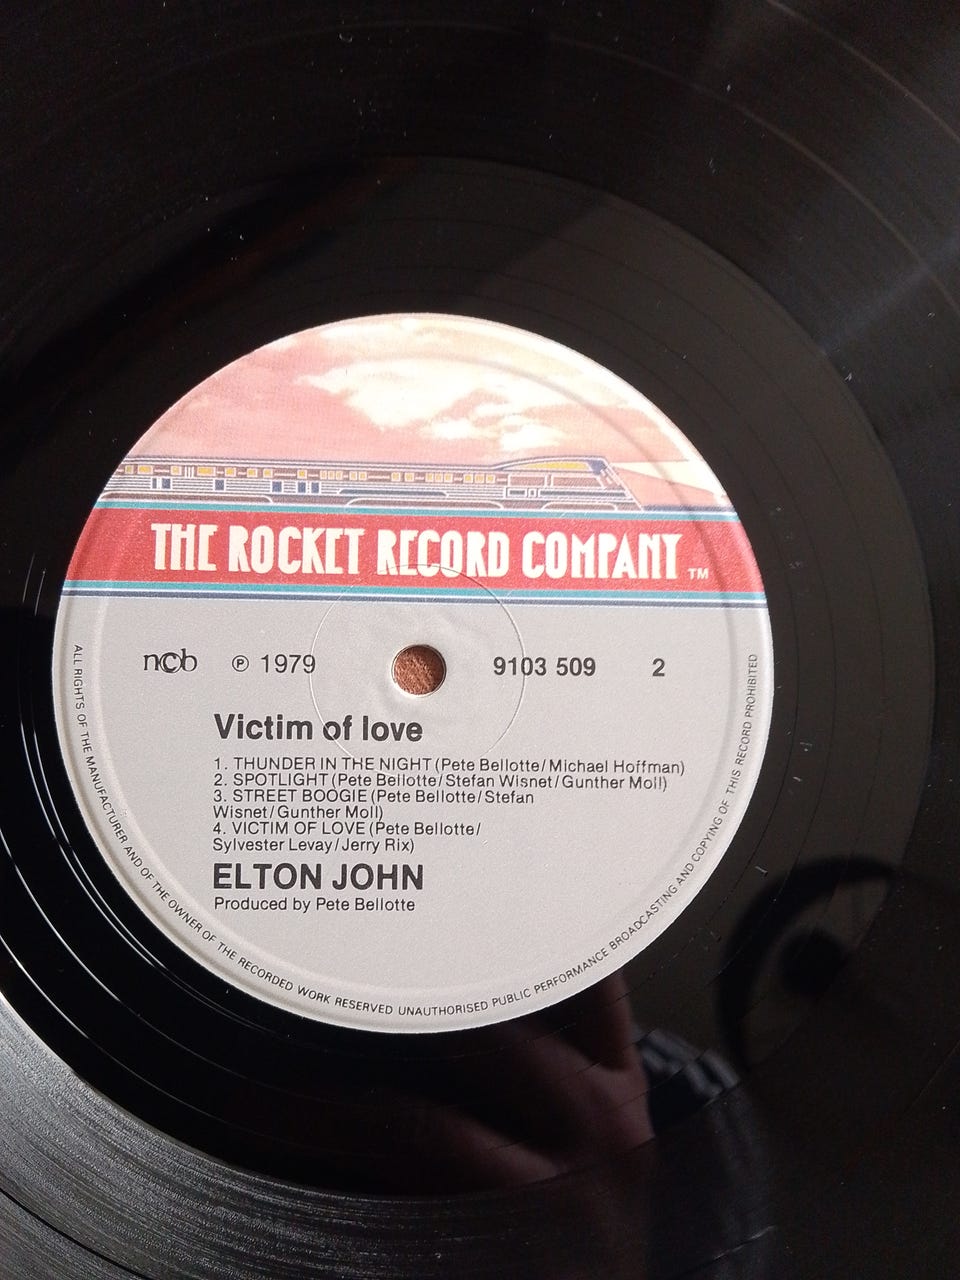 THE ROCKET RECORD COMPANY TM
ncb ℗ 1979 9103 509 2
Victim of love
1. THUNDER IN THE NIGHT (Pete Bellotte/Michael Hoffman)
2. SPOTLIGHT (Pete Bellotte/Stefan Wisnet/Gunther Moll)
3. STREET BOOGIE (Pete Bellotte/Stefan
Wisnet/Gunther Moll)
4. VICTIM OF LOVE (Pete Bellotte/
Sylvester Levay/Jerry Rix)
ELTON JOHN
Produced by Pete Bellotte
ALL RIGHTS OF THE MANUFACTURER AND OF THE OWNER OF THE RECORDED WORK RESERVED UNAUTHORISED PUBLIC PERFORMANCE BROADCASTING AND COPYING OF THIS RECORD PROHIBITED